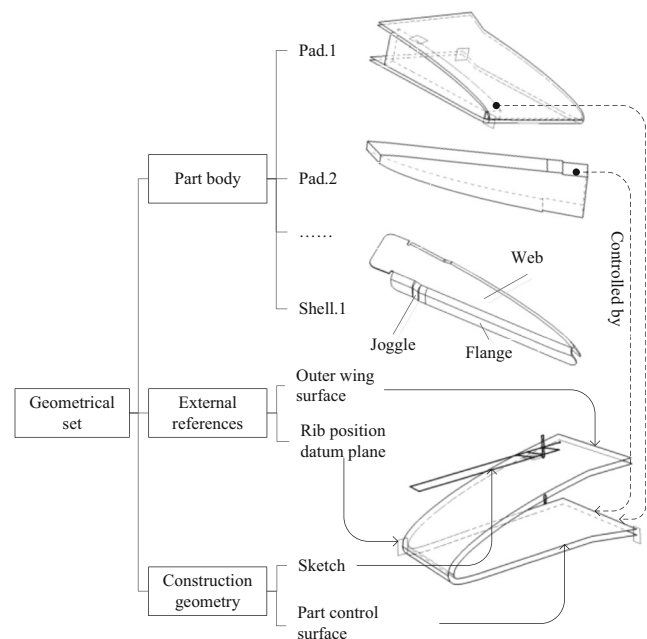 Pad.1
Part body
Pad.2
……
Web
Controlled by
Shell.1
Joggle
Flange
Outer wing
surface
Geometrical
set
External
references
Rib position
datum plane
Sketch
Construction
geometry
Part control
surface